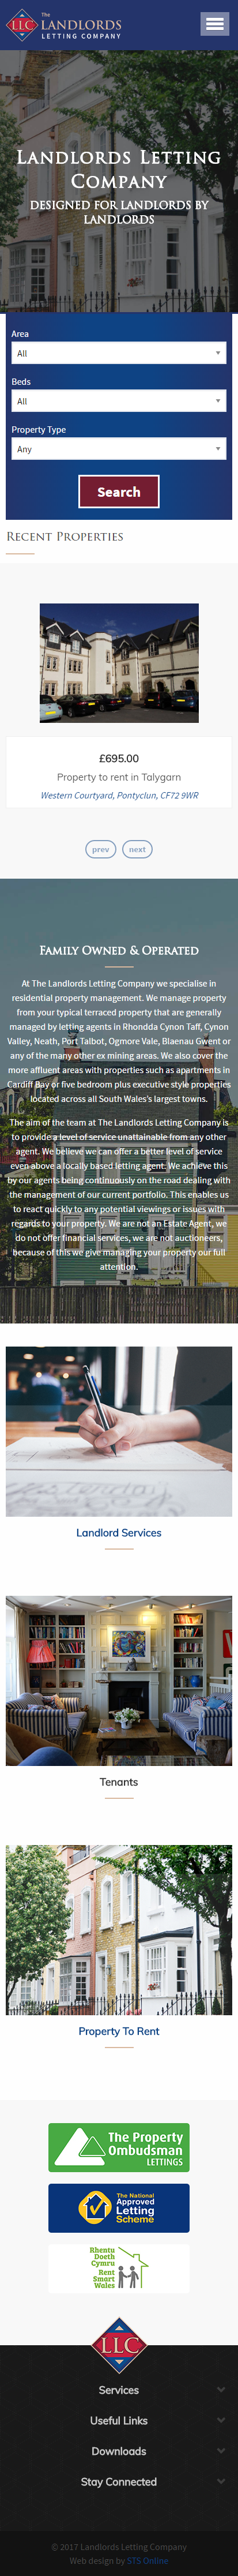 LLC
The
LANDLORDS
LETTING COMPANY
Landlords Letting
Company
DESIGNED FOR LANDLORDS BY
LANDLORDS
Area
All
Beds
All
Property Type
Any
Search
Recent Properties
£695.00
Property to rent in Talygarn
Western Courtyard, Pontyclun, CF72 9WR
prev
next
Family Owned & Operated
At The Landlords Letting Company we specialise in
residential property management. We manage property
from your typical terraced property that are generally
managed by letting agents in Rhondda Cynon Taff, Cynon
Valley, Neath, Port Talbot, Ogmore Vale, Blaenau Gwent or
any of the many other ex-mining areas. We also cover the
more affluent areas with properties such as apartments in
Cardiff Bay or five bedroom plus executive style properties
located across all South Wales's largest towns.
The aim of the team at The Landlords Letting Company is
to provide a level of service unattainable from any other
agent. We believe we can offer a better level of service
even above a locally based letting agent. We achieve this
by our agents being continuously on the road dealing with
the management of our current portfolio. This enables us
to react quickly to any potential viewings or issues with
regards to your property. We are not an Estate Agent, we
do not offer financial services, we are not auctioneers,
because of this we give managing your property our full
attention.
Landlord Services
Tenants
Property To Rent
The Property
Ombudsman
LETTINGS
The National
Approved
Letting
Scheme
Rhentu
Doeth
Cymru
Rent
Smart
Wales
LLC
Services
Useful Links
Downloads
Stay Connected
© 2017 Landlords Letting Company
Web design by STS Online